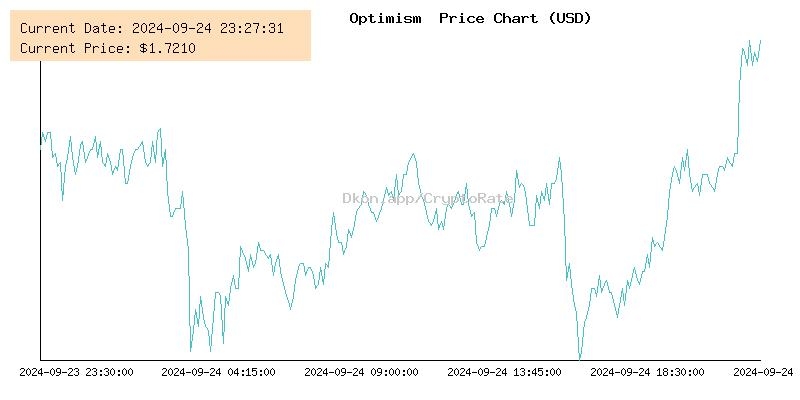 Optimism  Price Chart (USD)
Current Date: 2024-09-24 23:27:31
Current Price: $1.7210
Dkon.app/CryptoRate
2024-09-23 23:30:00 2024-09-24 04:15:00 2024-09-24 09:00:00 2024-09-24 13:45:00 2024-09-24 18:30:00 2024-09-24